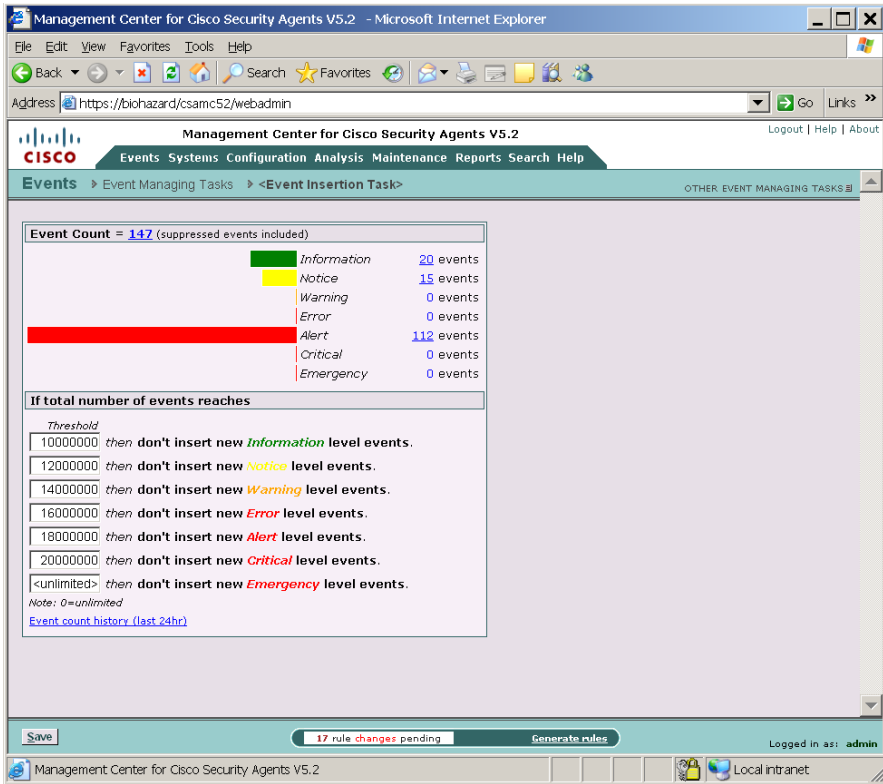 Management Center for Cisco Security Agents V5.2 - Microsoft Internet Explorer
File Edit View Favorites Tools Help
Back Search Favorites
Address https://biohazard/csamc52/webadmin Go Links »
Management Center for Cisco Security Agents V5.2
Logout | Help | About
CISCO
Events Systems Configuration Analysis Maintenance Reports Search Help
Events Event Managing Tasks <Event Insertion Task> OTHER EVENT MANAGING TASKS
Event Count = 147 (suppressed events included)
Information 20 events
Notice 15 events
Warning 0 events
Error 0 events
Alert 112 events
Critical 0 events
Emergency 0 events
If total number of events reaches
Threshold
10000000 then don't insert new Information level events.
12000000 then don't insert new Notice level events.
14000000 then don't insert new Warning level events.
16000000 then don't insert new Error level events.
18000000 then don't insert new Alert level events.
20000000 then don't insert new Critical level events.
<unlimited> then don't insert new Emergency level events.
Note: 0=unlimited
Event count history (last 24hr)
Save 17 rule changes pending Generate rules Logged in as: admin
Management Center for Cisco Security Agents V5.2 Local intranet